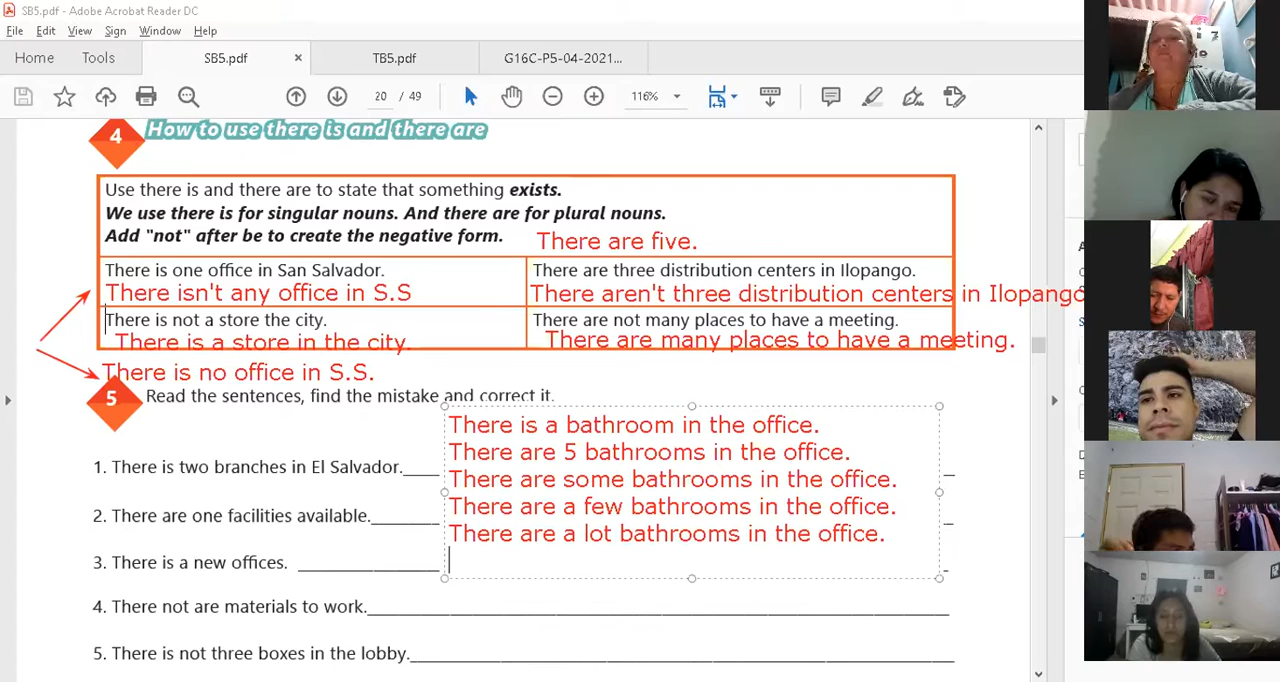 SB5.pdf - Adobe Acrobat Reader DC
File Edit View Sign Window Help
Home Tools SB5.pdf × TB5.pdf G16C-P5-04-2021...
20 / 49 116%
4 How to use there is and there are
Use there is and there are to state that something exists.
We use there is for singular nouns. And there are for plural nouns.
Add "not" after be to create the negative form.
There are five.
There is one office in San Salvador.
There are three distribution centers in Ilopango.
There isn't any office in S.S
There aren't three distribution centers in Ilopango
There is not a store the city.
There are not many places to have a meeting.
There is a store in the city.
There are many places to have a meeting.
There is no office in S.S.
5 Read the sentences, find the mistake and correct it.
There is a bathroom in the office.
There are 5 bathrooms in the office.
There are some bathrooms in the office.
There are a few bathrooms in the office.
There are a lot bathrooms in the office.
1. There is two branches in El Salvador.
2. There are one facilities available.
3. There is a new offices.
4. There not are materials to work.
5. There is not three boxes in the lobby.